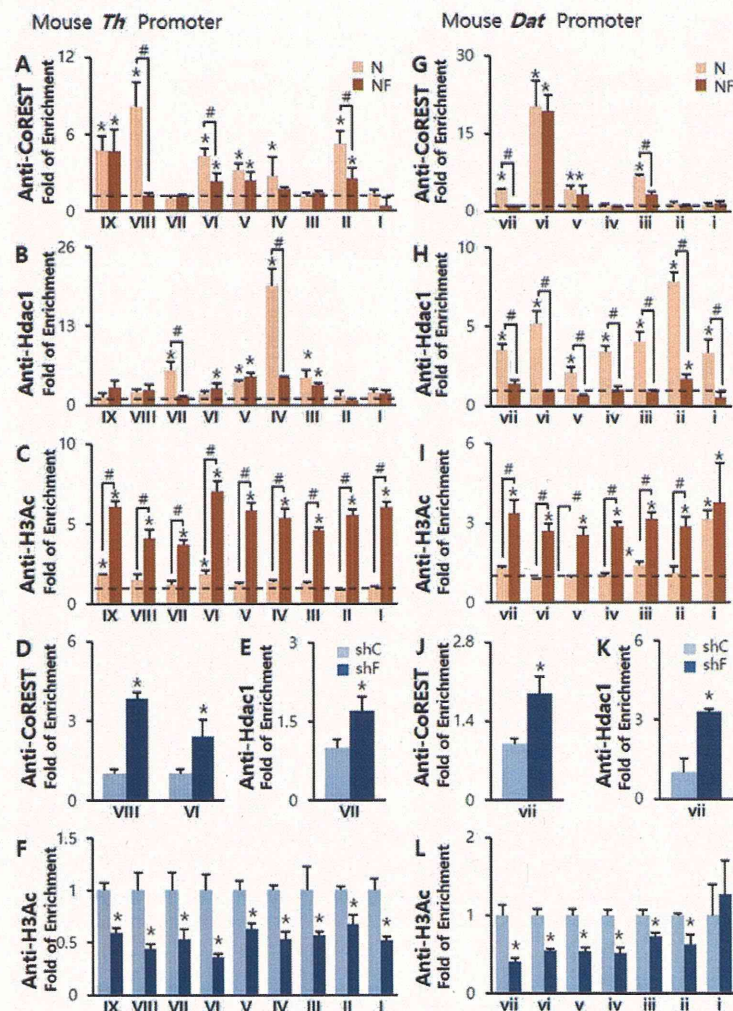 Mouse Th Promoter
Mouse Dat Promoter
A
Anti-CoREST
Fold of Enrichment
12
6
0
N
NF
* * * # * # * * * * * # *
IX VIII VII VI V IV III II I
G
Anti-CoREST
Fold of Enrichment
30
15
0
N
NF
# * * * ** # *
vii vi v iv iii ii i
B
Anti-Hdac1
Fold of Enrichment
26
13
0
# * * * * # * * *
IX VIII VII VI V IV III II I
H
Anti-Hdac1
Fold of Enrichment
10
5
0
# * # * # * # * # * # * * # *
vii vi v iv iii ii i
C
Anti-H3Ac
Fold of Enrichment
10
5
0
# * * # * # * # * * # * # * # * # * # *
IX VIII VII VI V IV III II I
I
Anti-H3Ac
Fold of Enrichment
6
3
0
# * # * # * # * * # * # * * *
vii vi v iv iii ii i
D
Anti-CoREST
Fold of Enrichment
6
3
0
* *
VIII VI
E
Anti-Hdac1
Fold of Enrichment
3
1.5
0
shC
shF
*
VII
J
Anti-CoREST
Fold of Enrichment
2.8
1.4
0
*
vii
K
Anti-Hdac1
Fold of Enrichment
6
3
0
shC
shF
*
vii
F
Anti-H3Ac
Fold of Enrichment
1.5
1
0.5
0
* * * * * * * * *
IX VIII VII VI V IV III II I
L
Anti-H3Ac
Fold of Enrichment
2
1
0
* * * * * *
vii vi v iv iii ii i